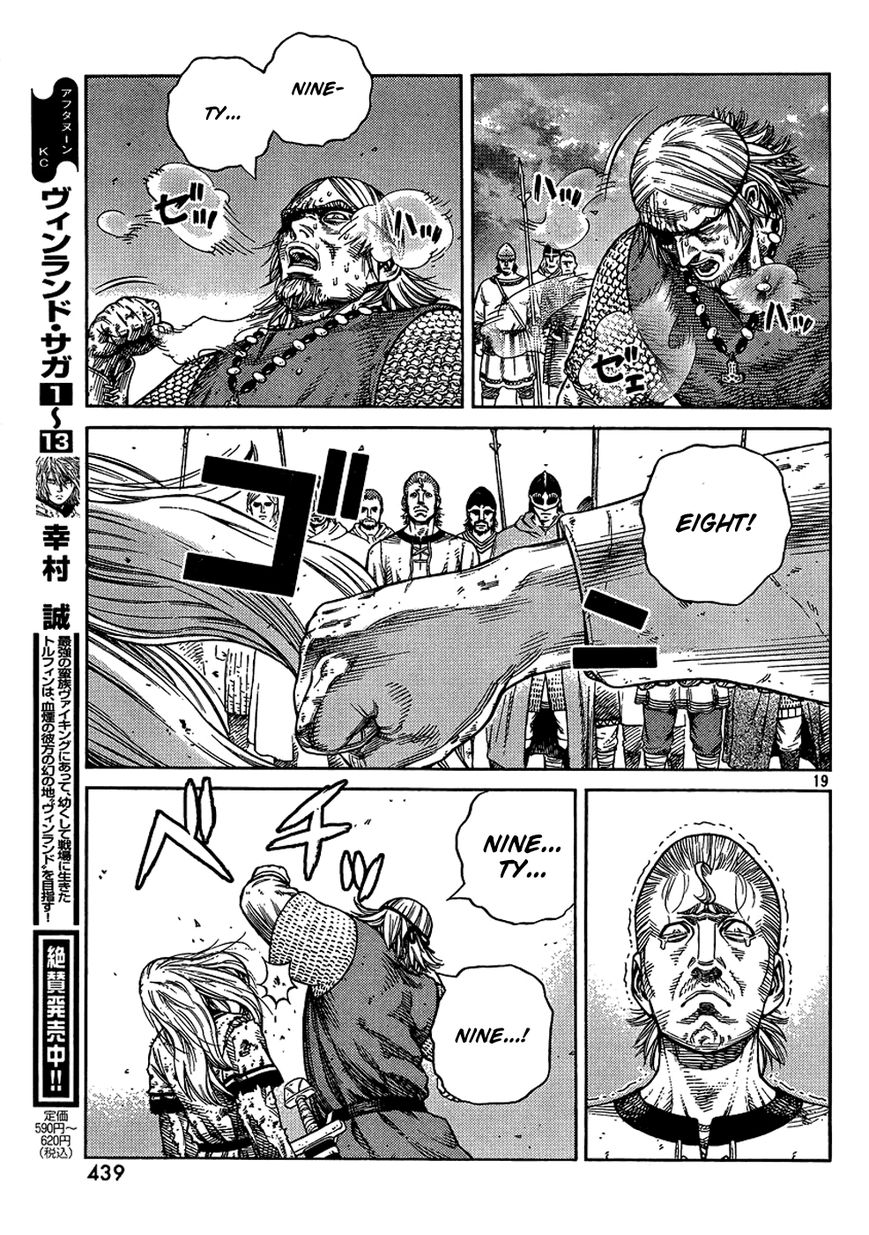 ハァッ
ハァッ
ゼェ
NINE-
TY...
ゼッ
ハッ
EIGHT!
19
NINE...
TY...
NINE...!
ベチ
439
アフタヌーン
KC
ヴィンランド・サガ 1〜13
幸村 誠
最強の蛮族ヴァイキングにあって、幼くして戦場に生きた
トルフィンは、血煙の彼方の幻の地“ヴィンランド”を目指す!
絶賛発売中!!
定価
590円〜
620円
(税込)